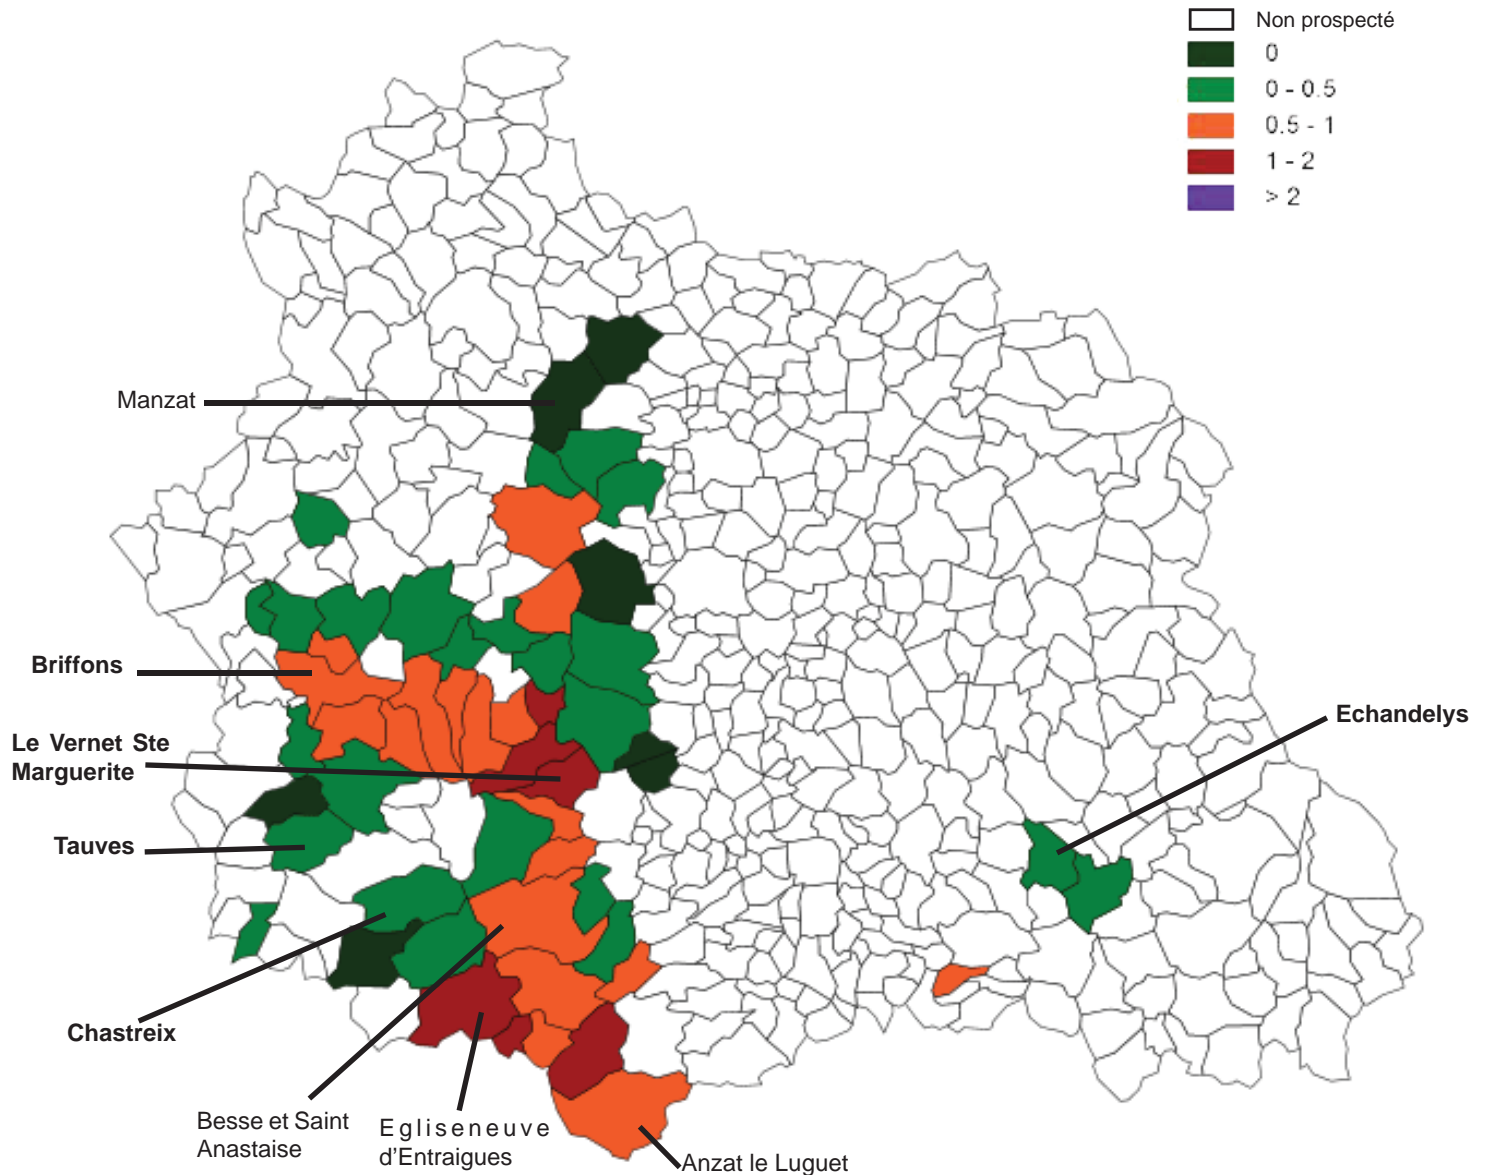 Non prospecté
0
0 - 0.5
0.5 - 1
1 - 2
> 2
Manzat
Briffons
Le Vernet Ste
Marguerite
Tauves
Echandelys
Chastreix
Besse et Saint
Anastaise
Egliseneuve
d'Entraigues
Anzat le Luguet